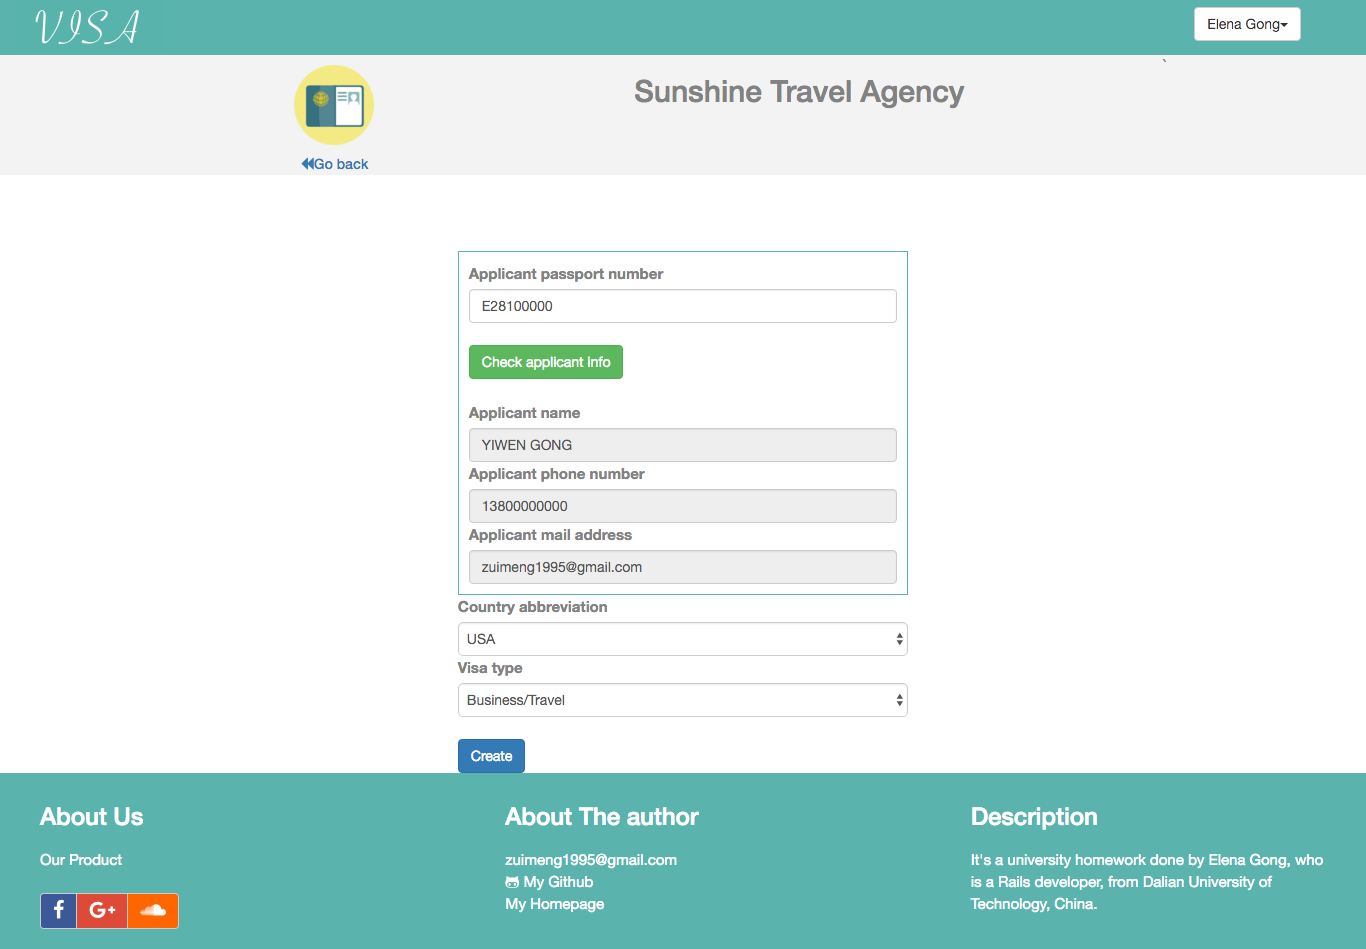 VISA
Elena Gong
`
Sunshine Travel Agency
Go back
Applicant passport number
E28100000
Check applicant info
Applicant name
YIWEN GONG
Applicant phone number
13800000000
Applicant mail address
zuimeng1995@gmail.com
Country abbreviation
USA
Visa type
Business/Travel
Create
About Us
Our Product
f G+
About The author
zuimeng1995@gmail.com
My Github
My Homepage
Description
It's a university homework done by Elena Gong, who
is a Rails developer, from Dalian University of
Technology, China.